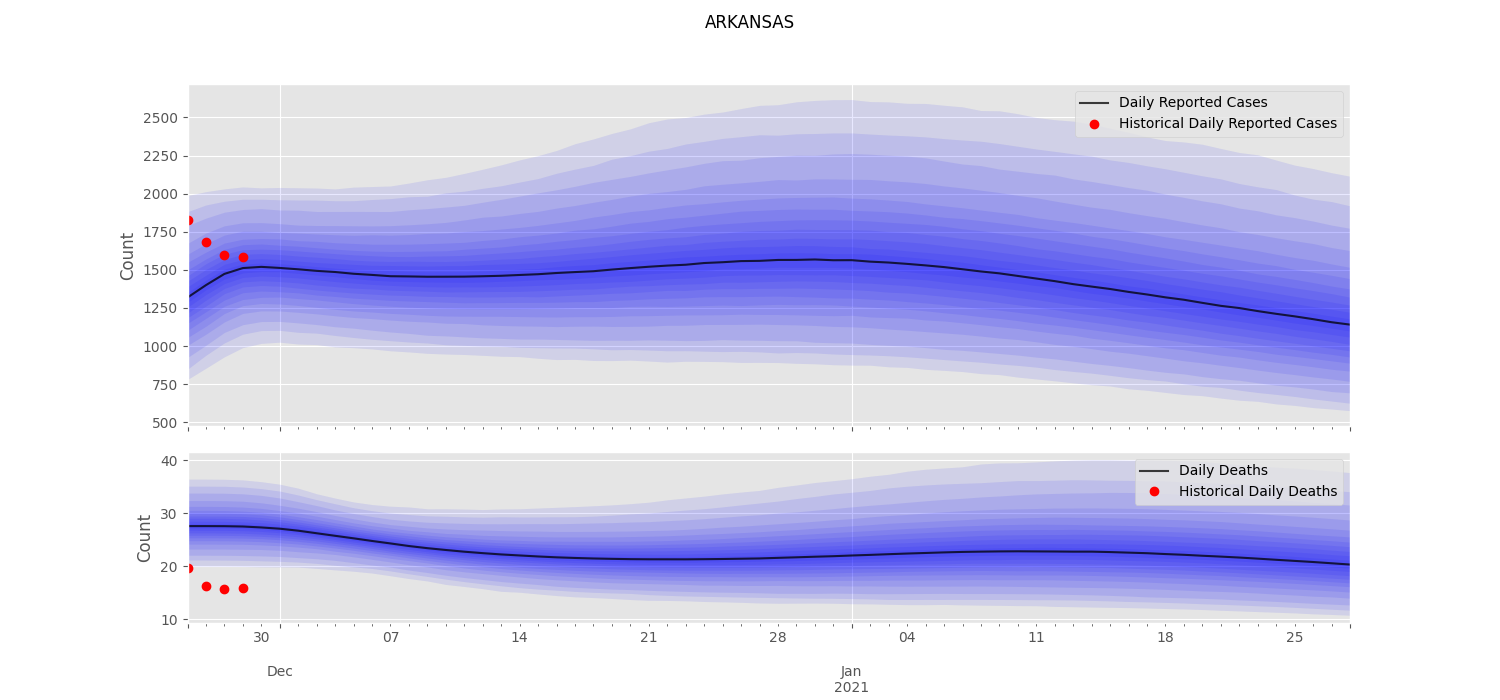 ARKANSAS
Daily Reported Cases
Historical Daily Reported Cases
2500
2250
2000
1750
1500
1250
1000
750
500
Count
Daily Deaths
Historical Daily Deaths
40
30
20
10
Count
30 07 14 21 28 04 11 18 25
Dec Jan
2021